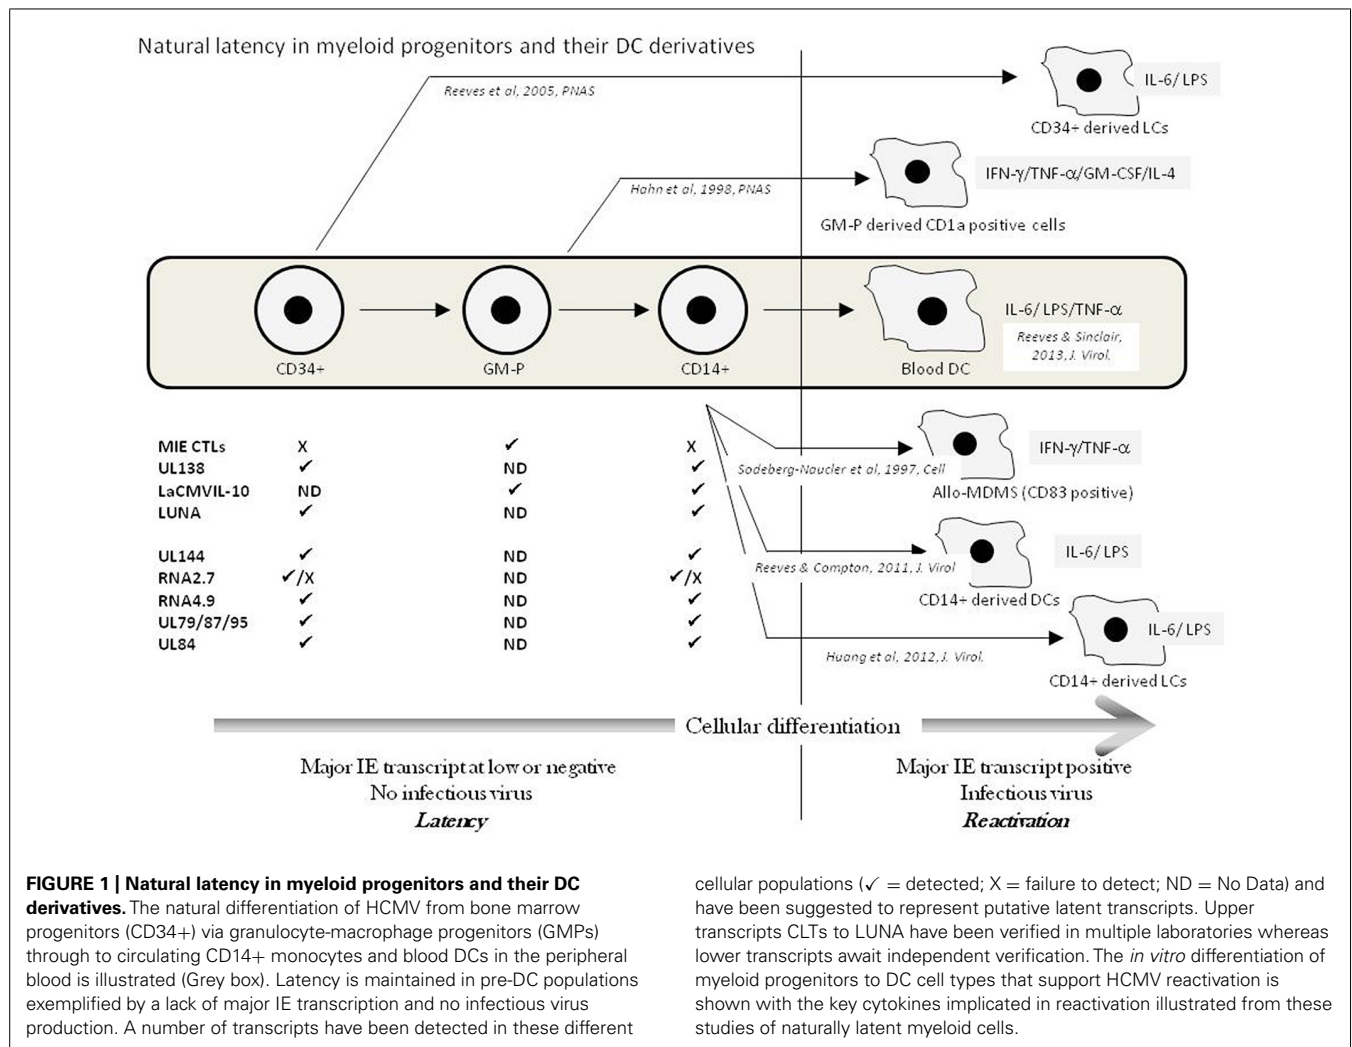 Natural latency in myeloid progenitors and their DC derivatives
Reeves et al, 2005, PNAS
IL-6/ LPS
CD34+ derived LCs
Hahn et al, 1998, PNAS
IFN-γ/TNF-α/GM-CSF/IL-4
GM-P derived CD1a positive cells
CD34+
GM-P
CD14+
Blood DC
IL-6/ LPS/TNF-α
Reeves & Sinclair,
2013, J. Virol.
MIE CTLs X ✓ X
UL138 ✓ ND ✓
LaCMVIL-10 ND ✓ ✓
LUNA ✓ ND ✓
UL144 ✓ ND ✓
RNA2.7 ✓/X ND ✓/X
RNA4.9 ✓ ND ✓
UL79/87/95 ✓ ND ✓
UL84 ✓ ND ✓
IFN-γ/TNF-α
Sodeberg-Naucler et al, 1997, Cell
Allo-MDMS (CD83 positive)
IL-6/ LPS
Reeves & Compton, 2011, J. Virol
CD14+ derived DCs
IL-6/ LPS
Huang et al, 2012, J. Virol.
CD14+ derived LCs
Cellular differentiation
Major IE transcript at low or negative
No infectious virus
Latency
Major IE transcript positive
Infectious virus
Reactivation
FIGURE 1 | Natural latency in myeloid progenitors and their DC
derivatives. The natural differentiation of HCMV from bone marrow
progenitors (CD34+) via granulocyte-macrophage progenitors (GMPs)
through to circulating CD14+ monocytes and blood DCs in the peripheral
blood is illustrated (Grey box). Latency is maintained in pre-DC populations
exemplified by a lack of major IE transcription and no infectious virus
production. A number of transcripts have been detected in these different
cellular populations (✓ = detected; X = failure to detect; ND = No Data) and
have been suggested to represent putative latent transcripts. Upper
transcripts CLTs to LUNA have been verified in multiple laboratories whereas
lower transcripts await independent verification. The in vitro differentiation of
myeloid progenitors to DC cell types that support HCMV reactivation is
shown with the key cytokines implicated in reactivation illustrated from these
studies of naturally latent myeloid cells.